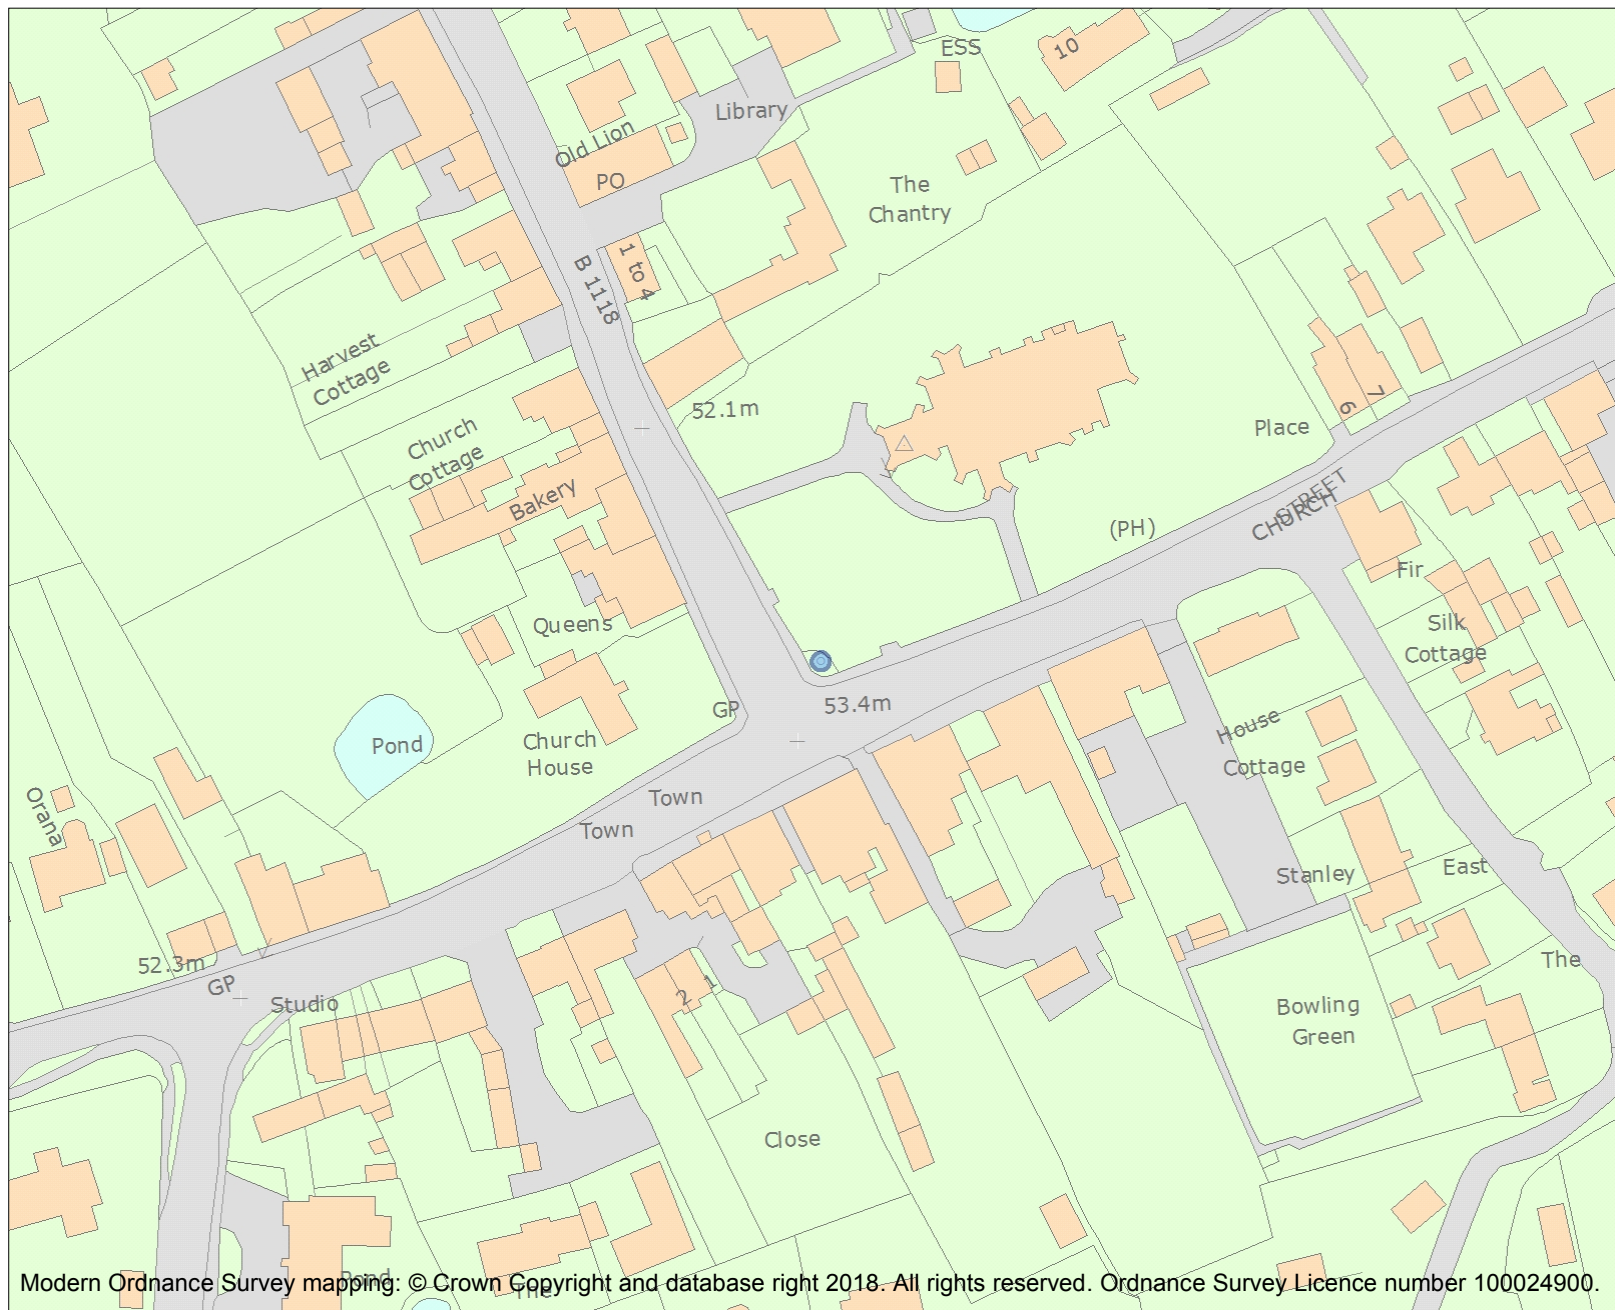 ESS
10
Library
Old Lion
PO
The
Chantry
B 1118
1 to 4
Harvest
Cottage
52.1m
7
6
Place
Church
Cottage
Bakery
STREET
CHURCH
(PH)
Fir
Queens
Silk
Cottage
GP
53.4m
House
Cottage
Pond
Church
House
Orana
Town
Town
Stanley
East
52.3m
GP
Studio
2 1
The
Bowling
Green
Close
Pond
The
Modern Ordnance Survey mapping: © Crown Copyright and database right 2018. All rights reserved. Ordnance Survey Licence number 100024900.